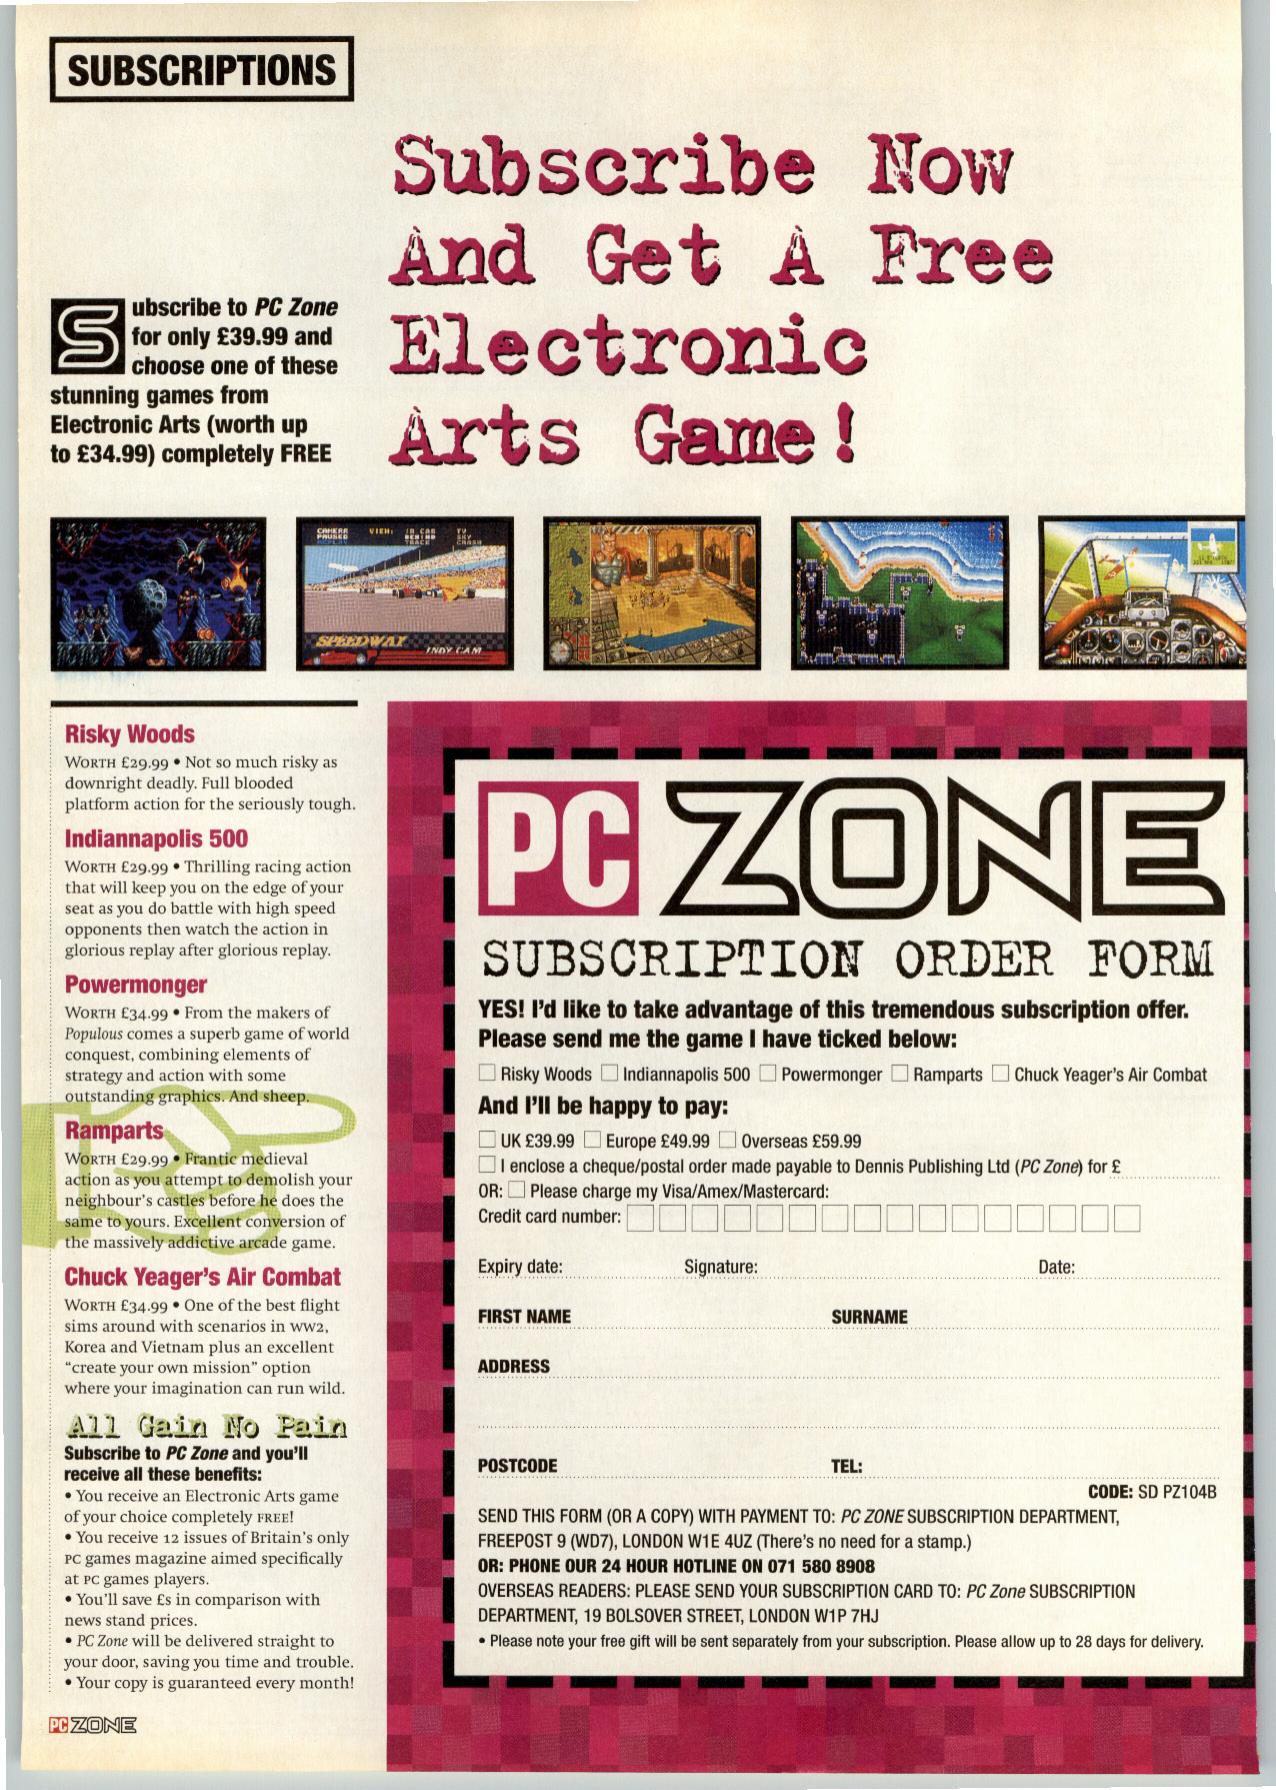 SUBSCRIPTIONS
Subscribe Now
And Get A Free
Electronic
Arts Game!
Subscribe to PC Zone
for only £39.99 and
choose one of these
stunning games from
Electronic Arts (worth up
to £34.99) completely FREE
CAMERA VIEW: IN CAR TV
PAUSED BEHIND SKY
REPLAY TRACK CRASH
SPEEDWAY
INDY CAM
Risky Woods
WORTH £29.99 • Not so much risky as
downright deadly. Full blooded
platform action for the seriously tough.
Indiannapolis 500
WORTH £29.99 • Thrilling racing action
that will keep you on the edge of your
seat as you do battle with high speed
opponents then watch the action in
glorious replay after glorious replay.
Powermonger
WORTH £34.99 • From the makers of
Populous comes a superb game of world
conquest, combining elements of
strategy and action with some
outstanding graphics. And sheep.
Ramparts
WORTH £29.99 • Frantic medieval
action as you attempt to demolish your
neighbour's castles before he does the
same to yours. Excellent conversion of
the massively addictive arcade game.
Chuck Yeager's Air Combat
WORTH £34.99 • One of the best flight
sims around with scenarios in WW2,
Korea and Vietnam plus an excellent
"create your own mission" option
where your imagination can run wild.
All Gain No Pain
Subscribe to PC Zone and you'll
receive all these benefits:
• You receive an Electronic Arts game
of your choice completely FREE!
• You receive 12 issues of Britain's only
PC games magazine aimed specifically
at PC games players.
• You'll save £s in comparison with
news stand prices.
• PC Zone will be delivered straight to
your door, saving you time and trouble.
• Your copy is guaranteed every month!
PC ZONE
SUBSCRIPTION ORDER FORM
YES! I'd like to take advantage of this tremendous subscription offer.
Please send me the game I have ticked below:
Risky Woods Indiannapolis 500 Powermonger Ramparts Chuck Yeager's Air Combat
And I'll be happy to pay:
UK £39.99 Europe £49.99 Overseas £59.99
I enclose a cheque/postal order made payable to Dennis Publishing Ltd (PC Zone) for £
OR: Please charge my Visa/Amex/Mastercard:
Credit card number:
Expiry date: Signature: Date:
FIRST NAME SURNAME
ADDRESS
POSTCODE TEL:
CODE: SD PZ104B
SEND THIS FORM (OR A COPY) WITH PAYMENT TO: PC ZONE SUBSCRIPTION DEPARTMENT,
FREEPOST 9 (WD7), LONDON W1E 4UZ (There's no need for a stamp.)
OR: PHONE OUR 24 HOUR HOTLINE ON 071 580 8908
OVERSEAS READERS: PLEASE SEND YOUR SUBSCRIPTION CARD TO: PC Zone SUBSCRIPTION
DEPARTMENT, 19 BOLSOVER STREET, LONDON W1P 7HJ
• Please note your free gift will be sent separately from your subscription. Please allow up to 28 days for delivery.
PC ZONE